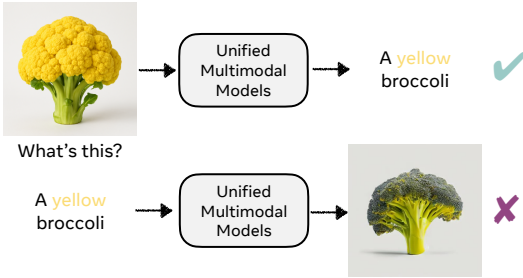 Unified
Multimodal
Models
A yellow
broccoli
What's this?
A yellow
broccoli
Unified
Multimodal
Models